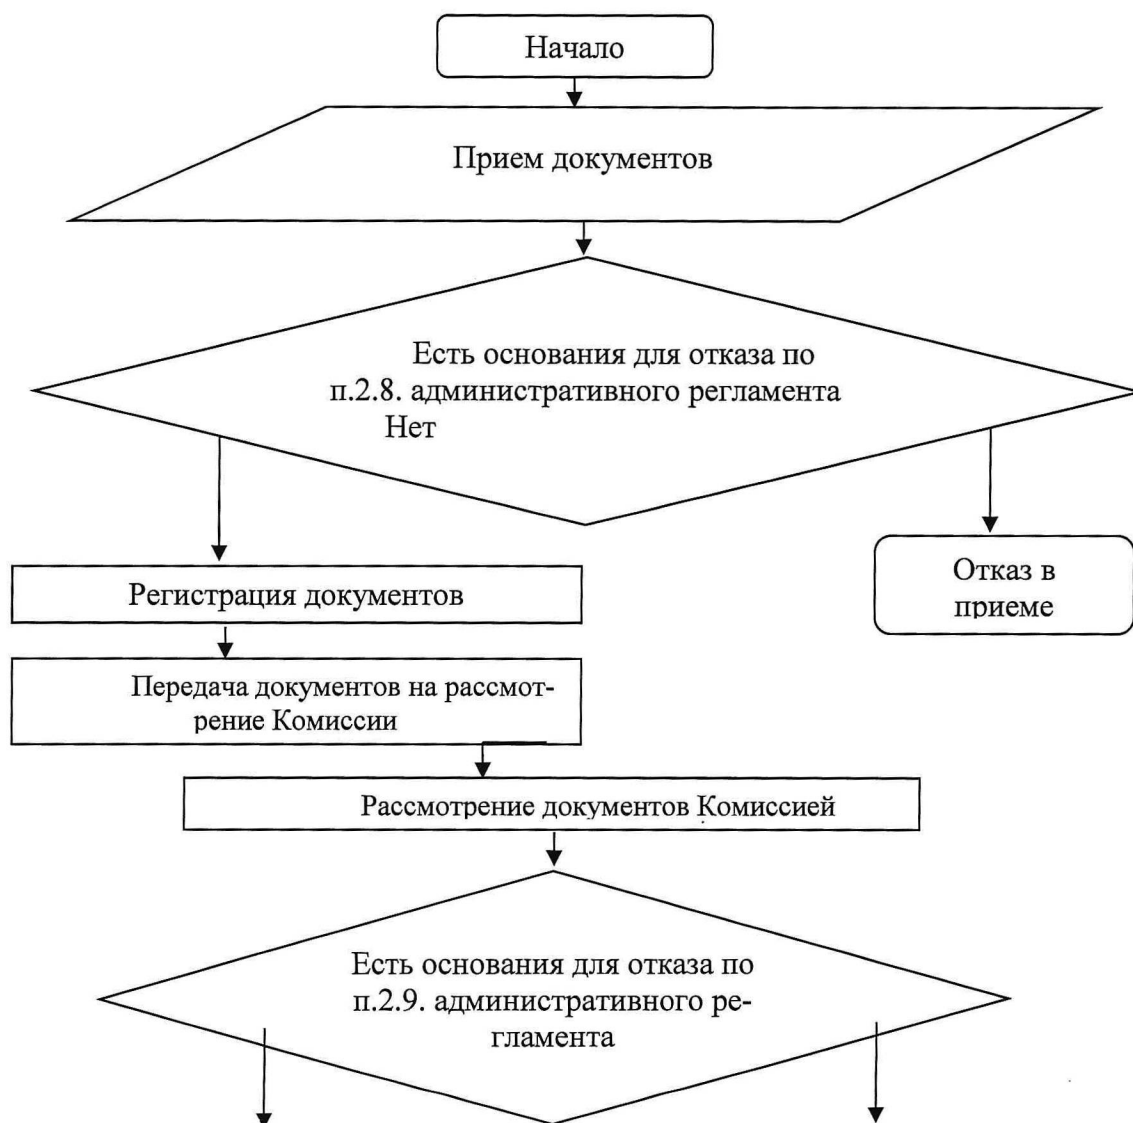 Начало
Прием документов
Есть основания для отказа по
п.2.8. административного регламента
Нет
Отказ в
приеме
Регистрация документов
Передача документов на рассмот-
рение Комиссии
Рассмотрение документов Комиссией
Есть основания для отказа по
п.2.9. административного ре-
гламента